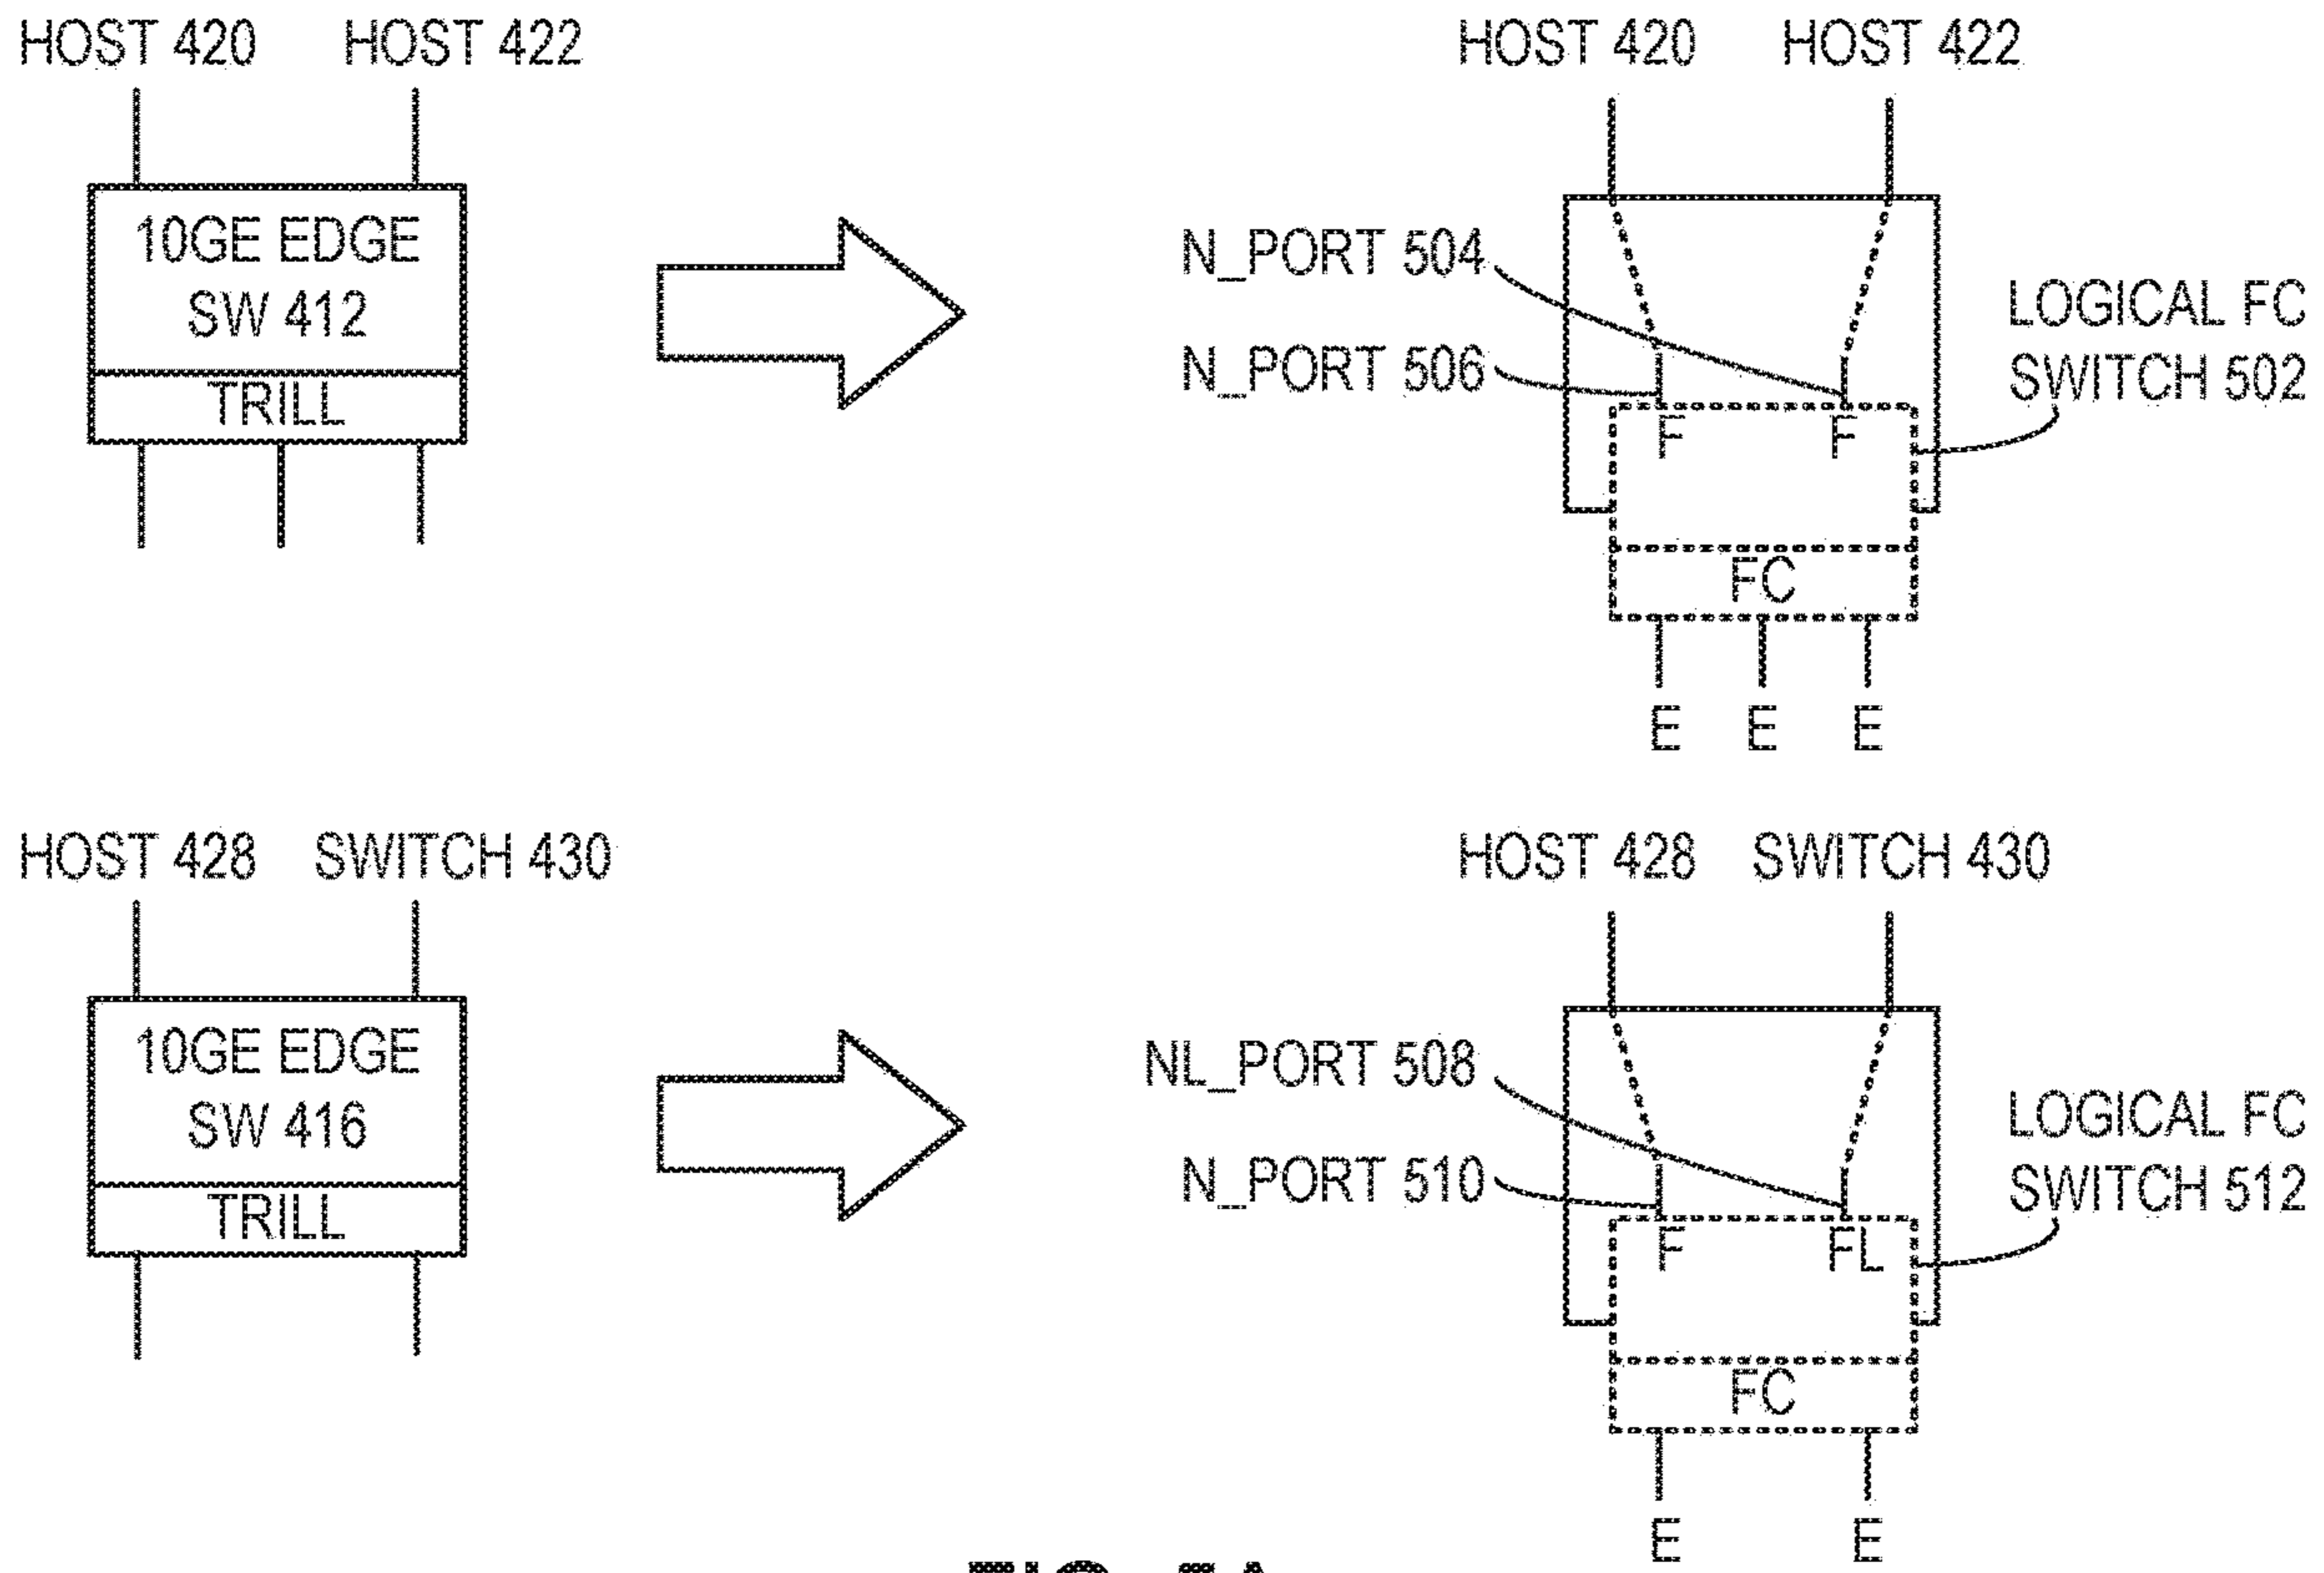 HOST 420 HOST 422
10GE EDGE
SW 412
TRILL
HOST 420 HOST 422
N_PORT 504
N_PORT 506
LOGICAL FC
SWITCH 502
F F
FC
E E E
HOST 428 SWITCH 430
10GE EDGE
SW 416
TRILL
HOST 428 SWITCH 430
NL_PORT 508
N_PORT 510
LOGICAL FC
SWITCH 512
F FL
FC
E E